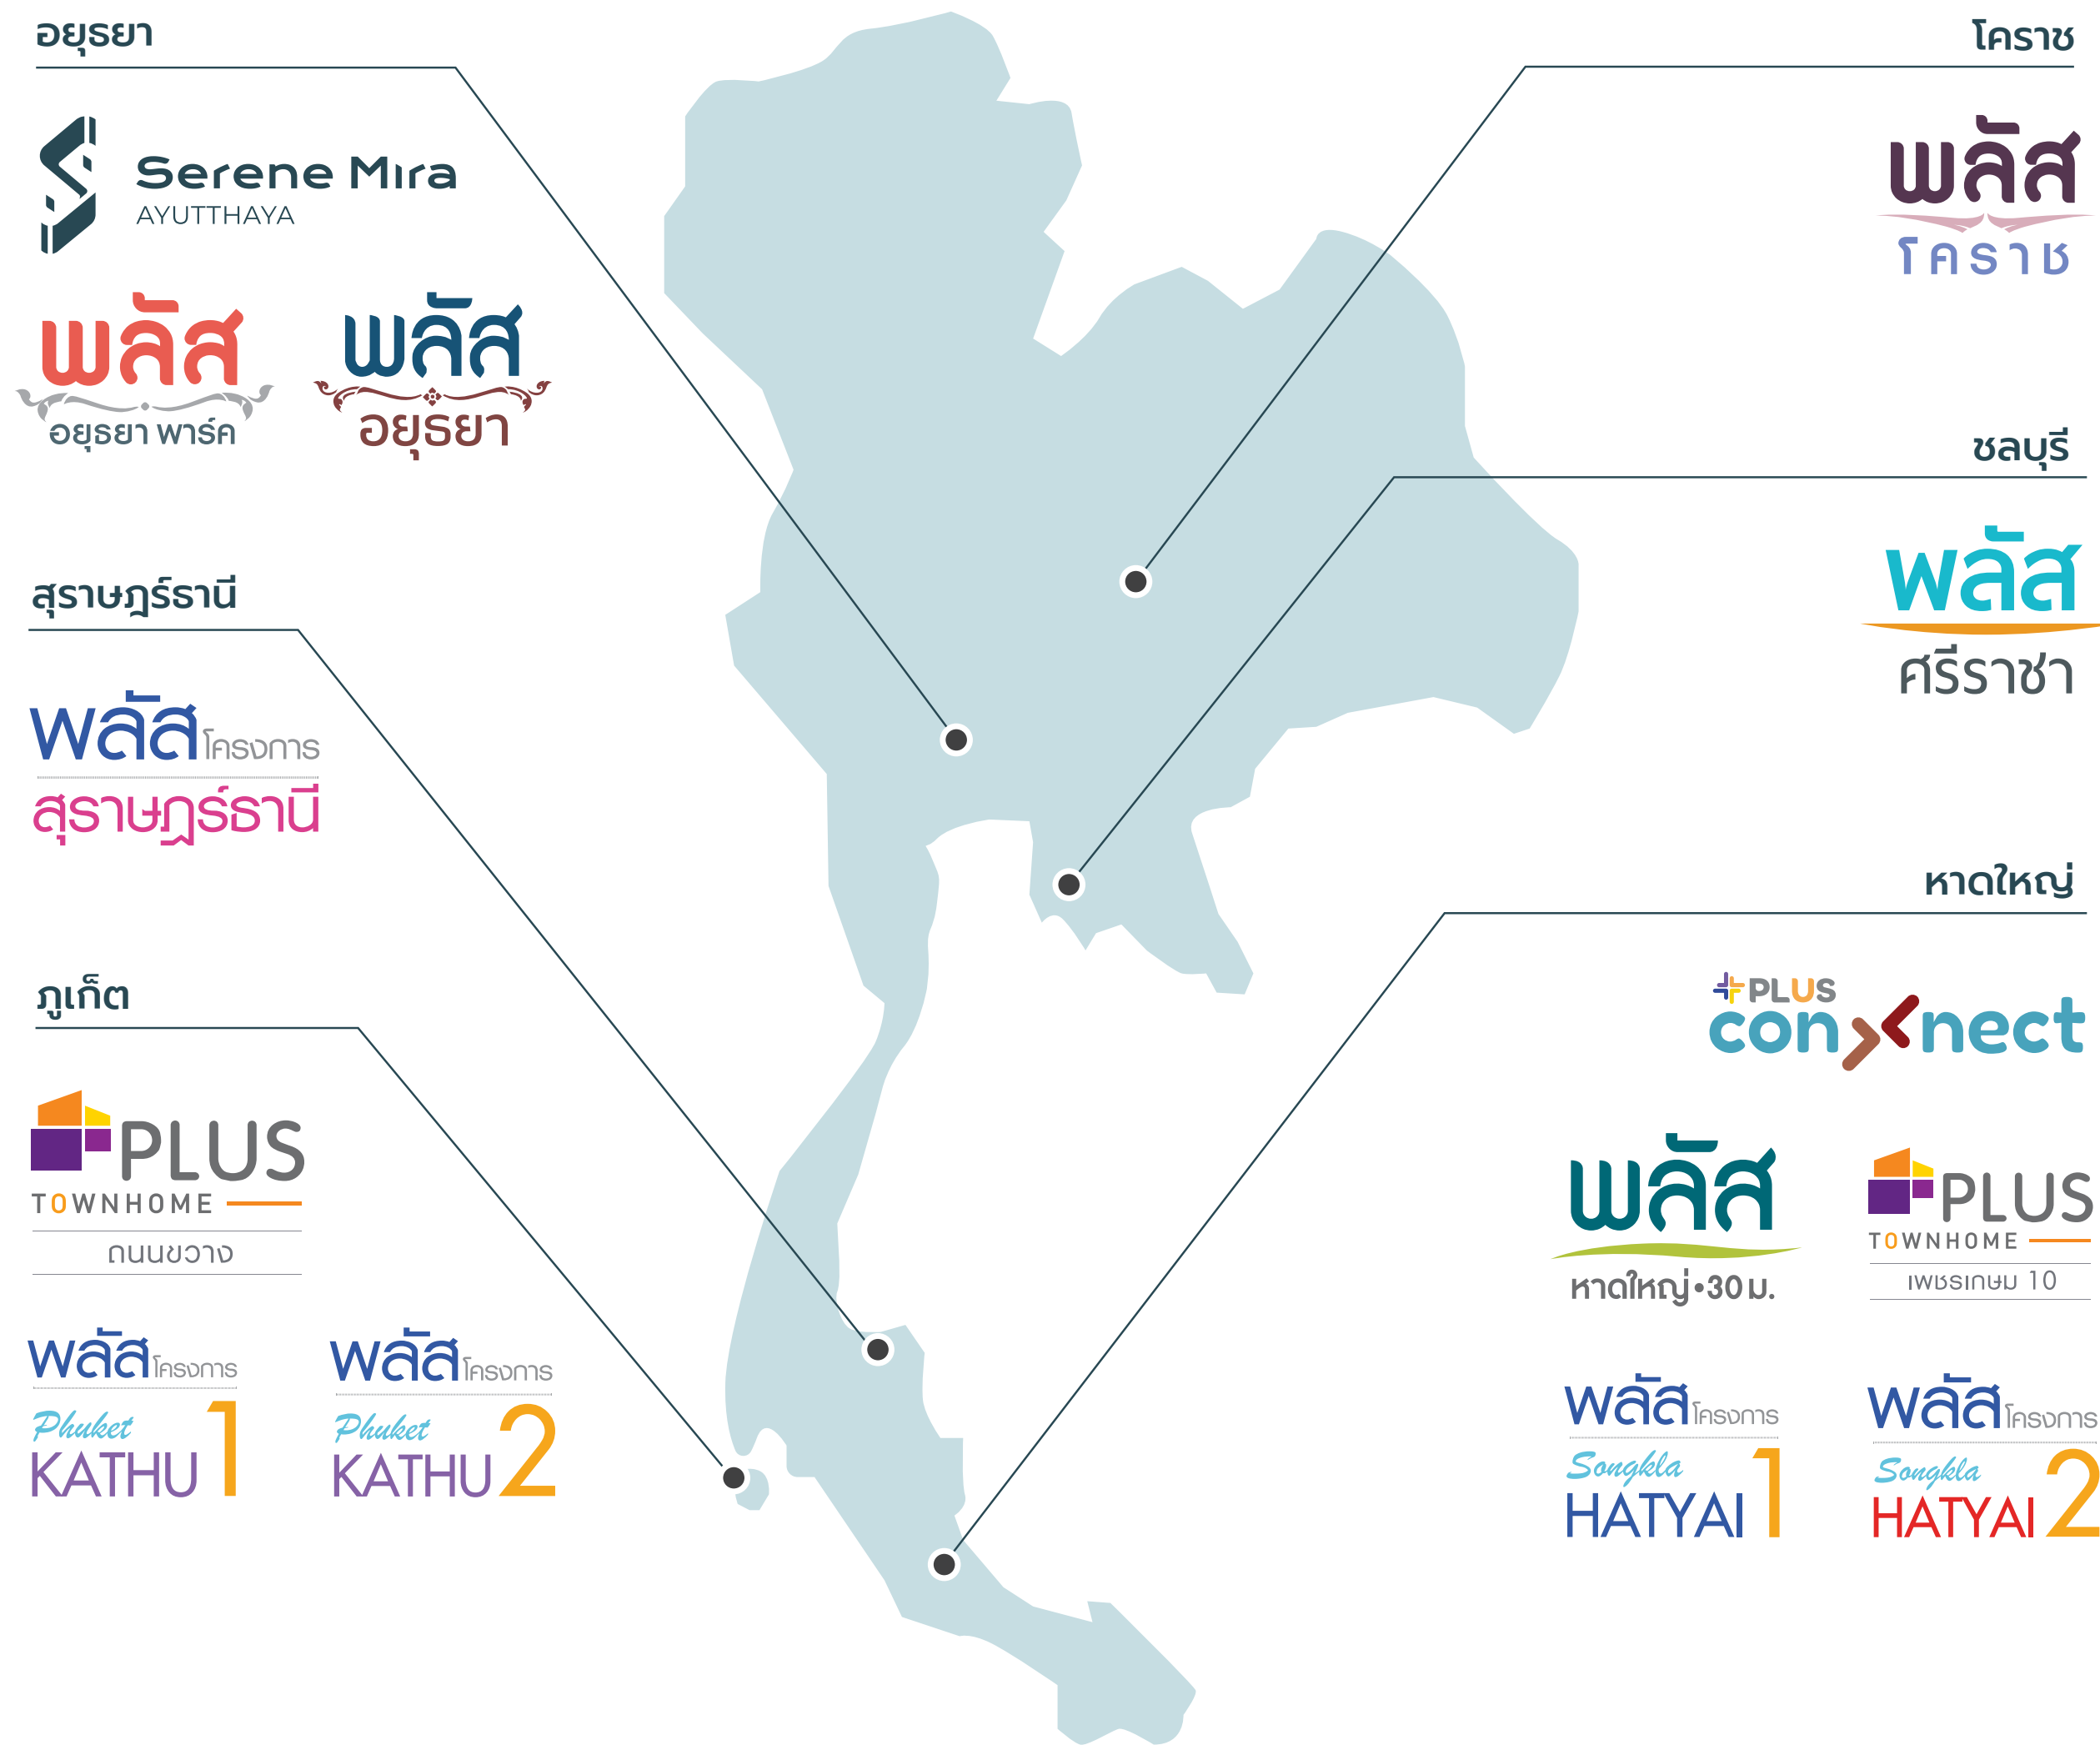 อยุธยา
Serene Mira
AYUTTHAYA
พลัส
อยุธยา พาร์ค
พลัส
อยุธยา
สุราษฎร์ธานี
พลัส โครงการ
สุราษฎร์ธานี
ภูเก็ต
PLUS
TOWNHOME
ถนนขวาง
พลัส โครงการ
Phuket
KATHU 1
พลัส โครงการ
Phuket
KATHU 2
โคราช
พลัส
โคราช
ชลบุรี
พลัส
ศรีราชา
หาดใหญ่
PLUS
connect
พลัส
หาดใหญ่•30 ม.
PLUS
TOWNHOME
เพชรเกษม 10
พลัส โครงการ
Songkla
HATYAI 1
พลัส โครงการ
Songkla
HATYAI 2